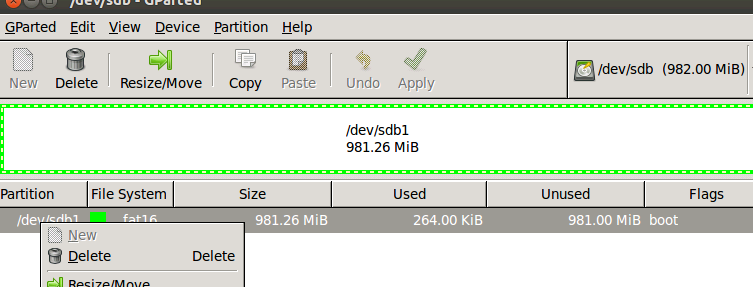 /dev/sdb - GParted
GParted Edit View Device Partition Help
New Delete Resize/Move Copy Paste Undo Apply /dev/sdb (982.00 MiB)
/dev/sdb1
981.26 MiB
Partition File System Size Used Unused Flags
/dev/sdb1 fat16 981.26 MiB 264.00 KiB 981.00 MiB boot
New
Delete Delete
Resize/Move